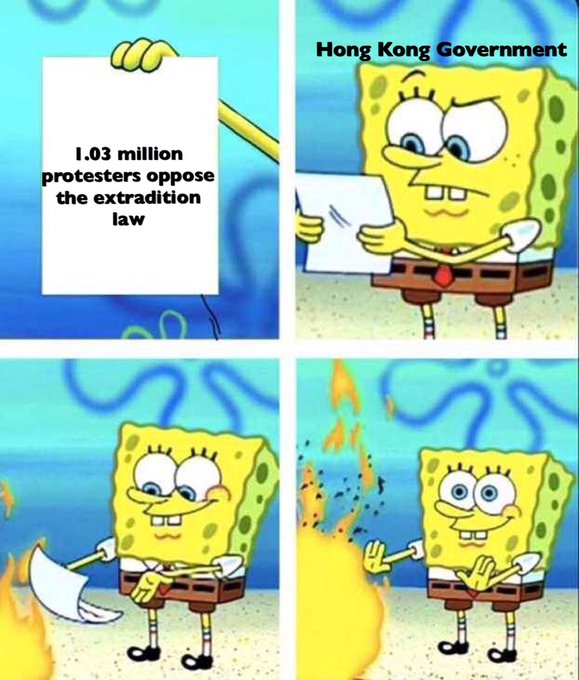 1.03 million
protesters oppose
the extradition
law
Hong Kong Government